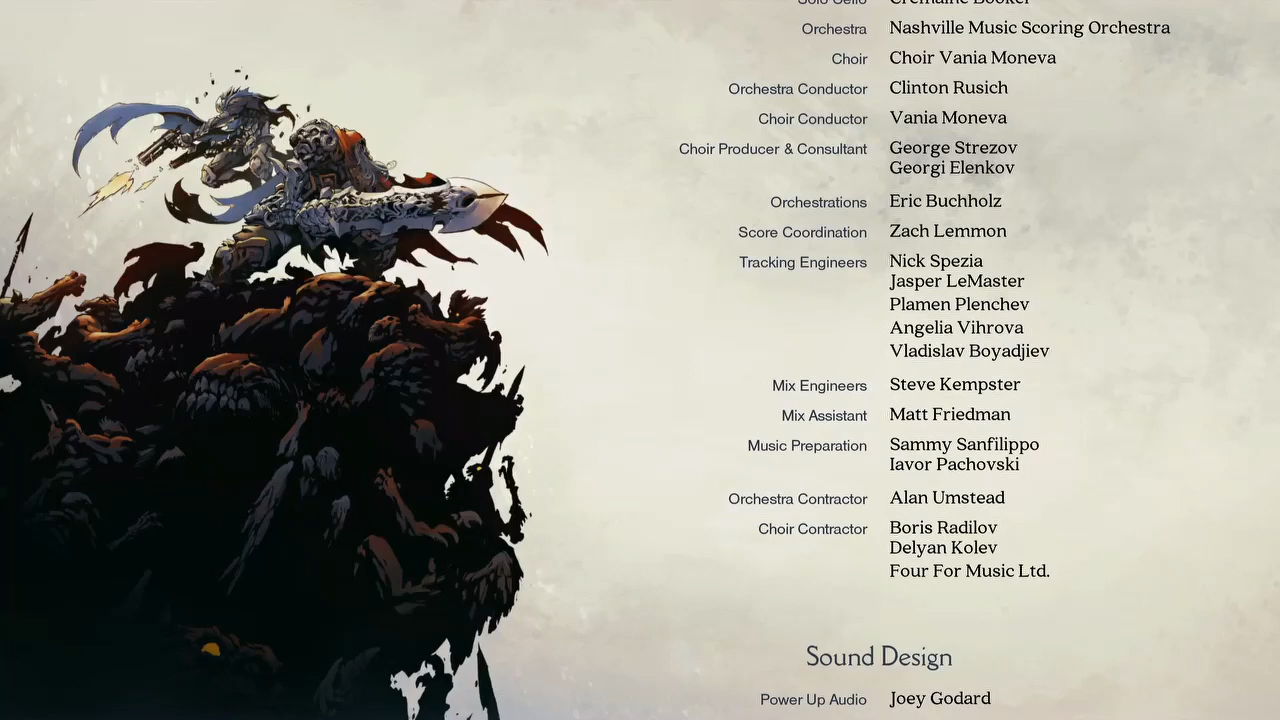 Solo Cello Cremaine Booker
Orchestra Nashville Music Scoring Orchestra
Choir Choir Vania Moneva
Orchestra Conductor Clinton Rusich
Choir Conductor Vania Moneva
Choir Producer & Consultant George Strezov
Georgi Elenkov
Orchestrations Eric Buchholz
Score Coordination Zach Lemmon
Tracking Engineers Nick Spezia
Jasper LeMaster
Plamen Plenchev
Angelia Vihrova
Vladislav Boyadjiev
Mix Engineers Steve Kempster
Mix Assistant Matt Friedman
Music Preparation Sammy Sanfilippo
Iavor Pachovski
Orchestra Contractor Alan Umstead
Choir Contractor Boris Radilov
Delyan Kolev
Four For Music Ltd.
Sound Design
Power Up Audio Joey Godard